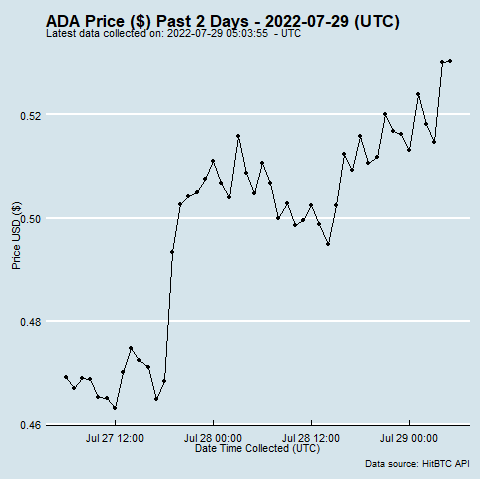 ADA Price ($) Past 2 Days - 2022-07-29 (UTC)
Latest data collected on: 2022-07-29 05:03:55 - UTC
Price USD ($)
0.52
0.50
0.48
0.46
Jul 27 12:00 Jul 28 00:00 Jul 28 12:00 Jul 29 00:00
Date Time Collected (UTC)
Data source: HitBTC API